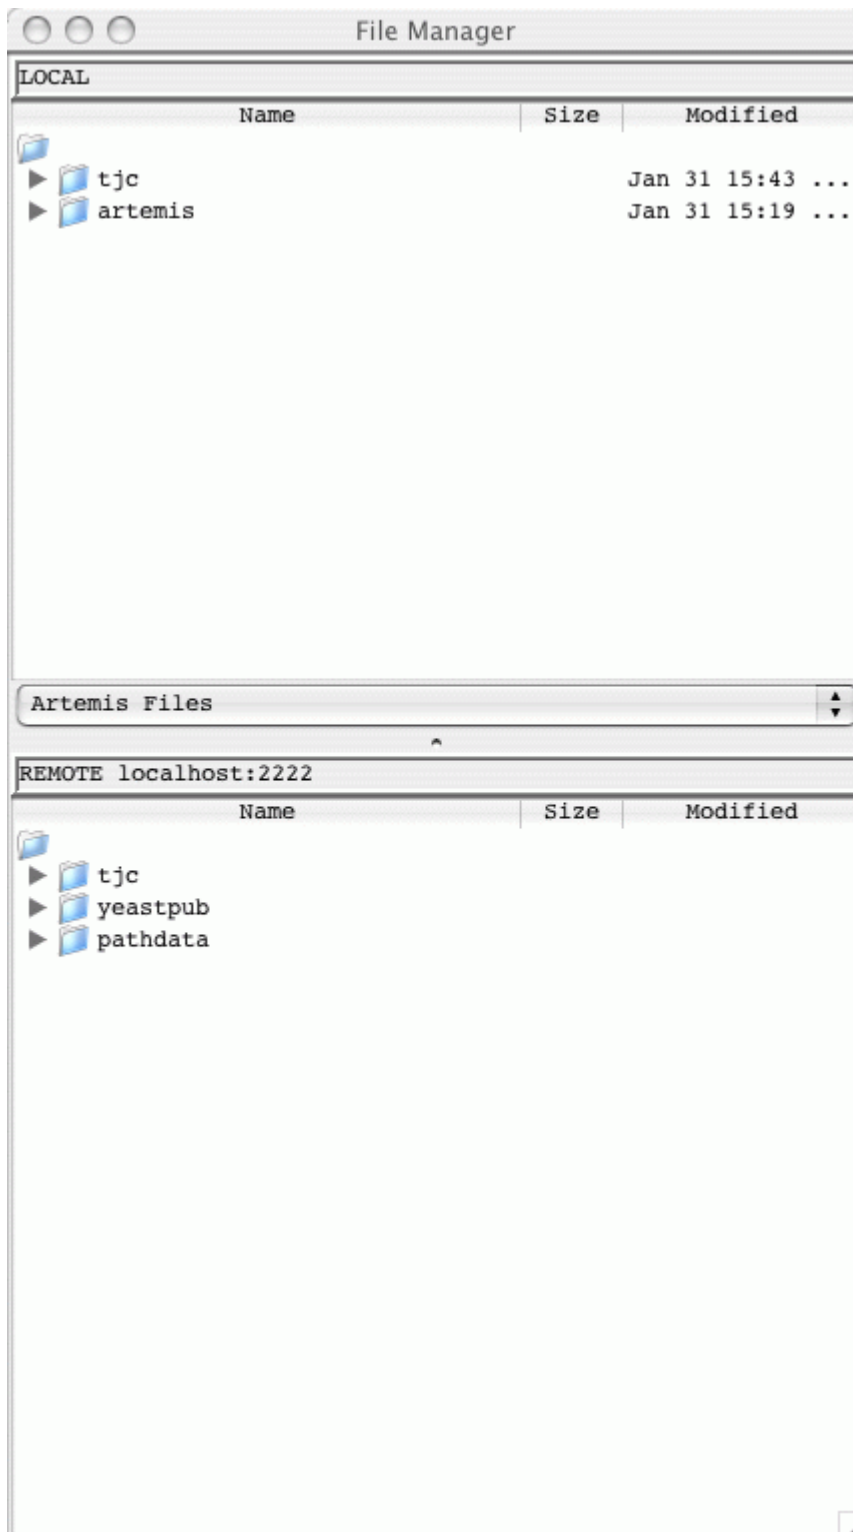 File Manager
LOCAL
Name Size Modified
tjc Jan 31 15:43 ...
artemis Jan 31 15:19 ...
Artemis Files
REMOTE localhost:2222
Name Size Modified
tjc
yeastpub
pathdata